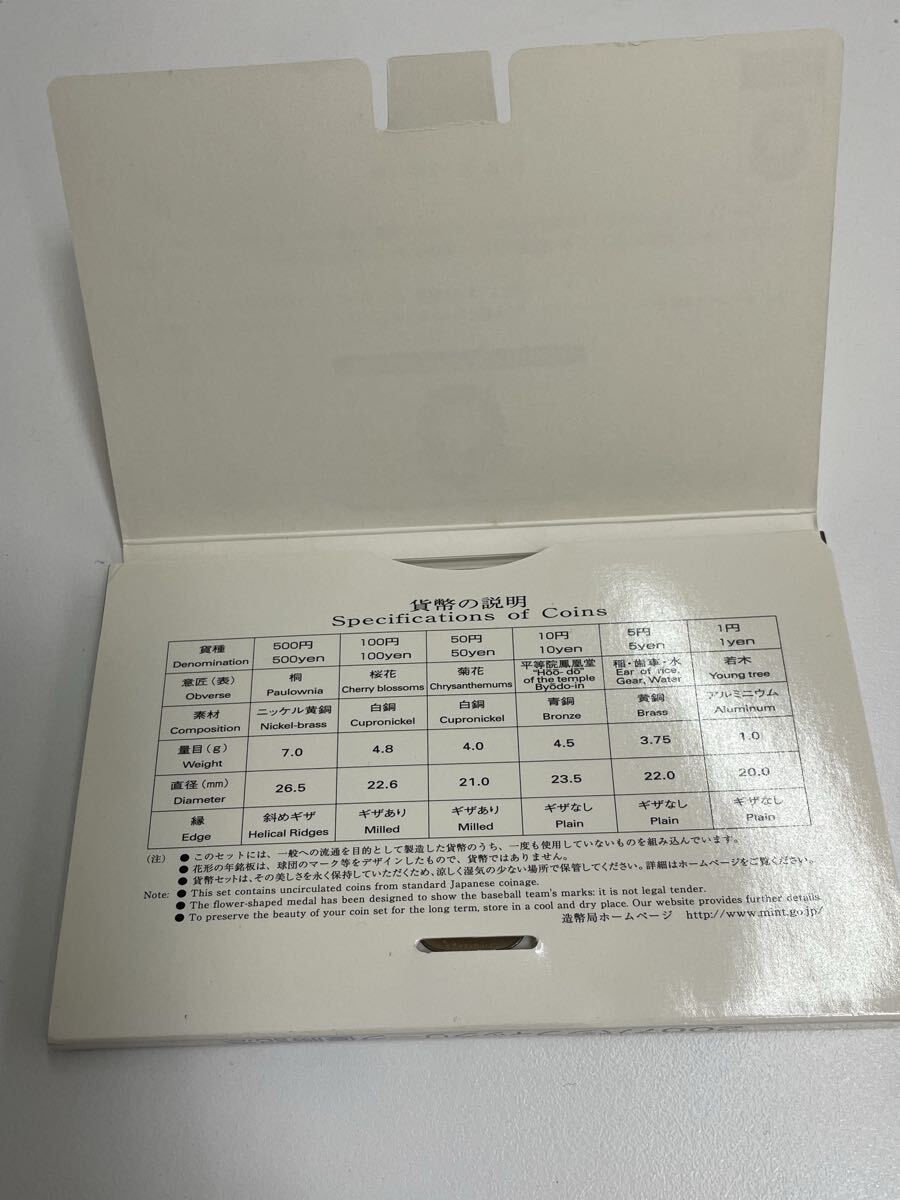 貨幣の説明
Specifications of Coins
貨種 500円 100円 50円 10円 5円 1円
Denomination 500yen 100yen 50yen 10yen 5yen 1yen
意匠(表) 桐 桜花 菊花 平等院鳳凰堂 稲・歯車・水 若木
Obverse Paulownia Cherry blossoms Chrysanthemums "Hōō- dō" of the temple Byōdo-in Ear of rice, Gear, Water Young tree
素材 ニッケル黄銅 白銅 白銅 青銅 黄銅 アルミニウム
Composition Nickel-brass Cupronickel Cupronickel Bronze Brass Aluminum
量目(g) 7.0 4.8 4.0 4.5 3.75 1.0
Weight
直径(mm) 26.5 22.6 21.0 23.5 22.0 20.0
Diameter
縁 斜めギザ ギザあり ギザあり ギザなし ギザなし ギザなし
Edge Helical Ridges Milled Milled Plain Plain Plain
(注) ● このセットには、一般への流通を目的として製造した貨幣のうち、一度も使用していないものを組み込んでいます。
● 花形の年銘板は、球団のマーク等をデザインしたもので、貨幣ではありません。
● 貨幣セットは、その美しさを永く保持していただくため、涼しく湿気の少ない場所で保管してください。詳細はホームページをご覧ください。
Note: ● This set contains uncirculated coins from standard Japanese coinage.
● The flower-shaped medal has been designed to show the baseball team's marks: it is not legal tender.
● To preserve the beauty of your coin set for the long term, store in a cool and dry place. Our website provides further details.
造幣局ホームページ http://www.mint.go.jp/